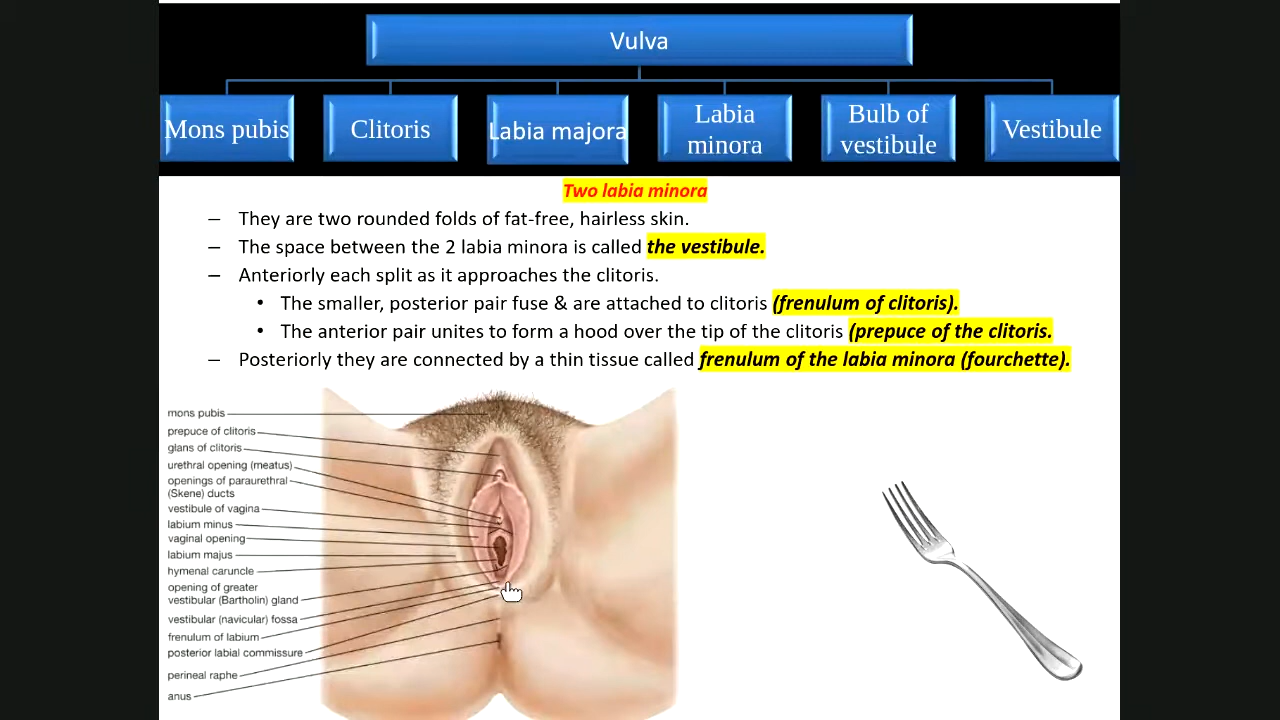 Vulva
Mons pubis
Clitoris
Labia majora
Labia
minora
Bulb of
vestibule
Vestibule
Two labia minora
– They are two rounded folds of fat-free, hairless skin.
– The space between the 2 labia minora is called the vestibule.
– Anteriorly each split as it approaches the clitoris.
• The smaller, posterior pair fuse & are attached to clitoris (frenulum of clitoris).
• The anterior pair unites to form a hood over the tip of the clitoris (prepuce of the clitoris.
– Posteriorly they are connected by a thin tissue called frenulum of the labia minora (fourchette).
mons pubis
prepuce of clitoris
glans of clitoris
urethral opening (meatus)
openings of paraurethral
(Skene) ducts
vestibule of vagina
labium minus
vaginal opening
labium majus
hymenal caruncle
opening of greater
vestibular (Bartholin) gland
vestibular (navicular) fossa
frenulum of labium
posterior labial commissure
perineal raphe
anus